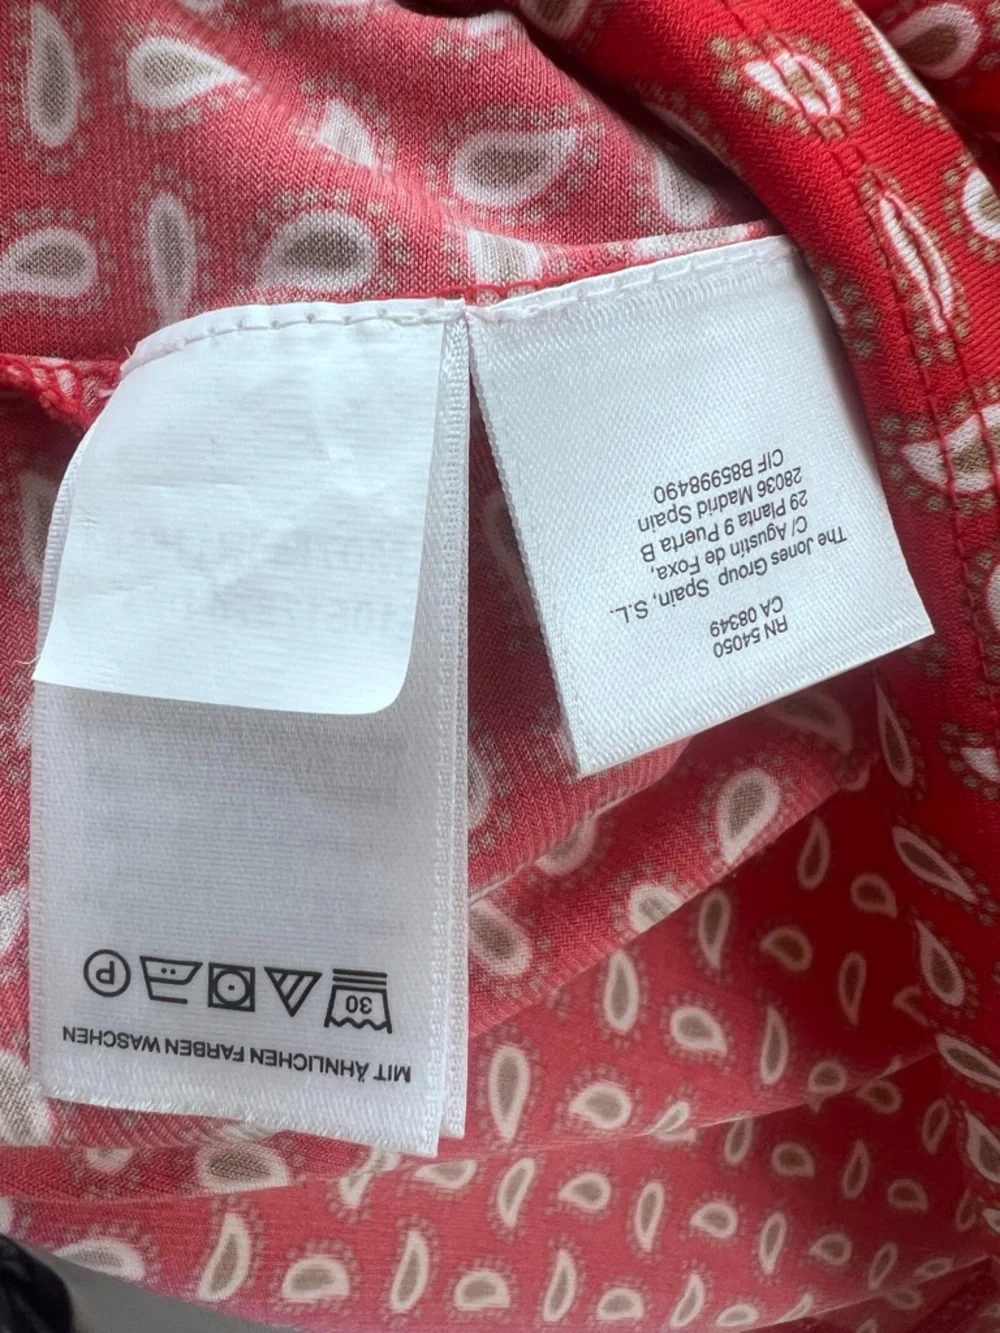 MIT ÄHNLICHEN FARBEN WASCHEN
30
P
RN 54050
CA 08349
The Jones Group Spain, S.L.
C/ Agustín de Foxa,
29 Planta 9 Puerta B
28036 Madrid Spain
CIF B85998490